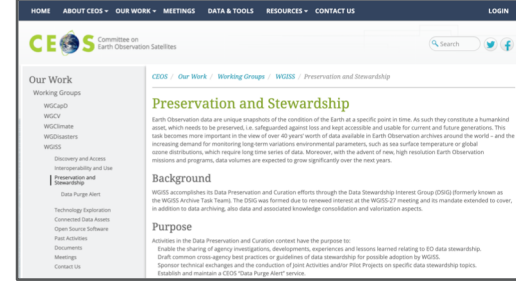 HOME ABOUT CEOS OUR WORK MEETINGS DATA & TOOLS RESOURCES CONTACT US LOGIN
CEOS Committee on
Earth Observation Satellites
Search
Our Work
Working Groups
WGCapD
WGCV
WGClimate
WGDisasters
WGISS
Discovery and Access
Interoperability and Use
Preservation and
Stewardship
Data Purge Alert
Technology Exploration
Connected Data Assets
Open Source Software
Past Activities
Documents
Meetings
Contact Us
CEOS / Our Work / Working Groups / WGISS / Preservation and Stewardship
Preservation and Stewardship
Earth Observation data are unique snapshots of the condition of the Earth at a specific point in time. As such they constitute a humankind
asset, which needs to be preserved, i.e. safeguarded against loss and kept accessible and usable for current and future generations. This
task becomes more important in the view of over 40 years' worth of data available in Earth Observation archives around the world - and the
increasing demand for monitoring long-term variations environmental parameters, such as sea surface temperature or global
ozone distributions, which require long time series of data. Moreover, with the advent of new, high resolution Earth Observation
missions and programs, data volumes are expected to grow significantly over the next years.
Background
WGISS accomplishes its Data Preservation and Curation efforts through the Data Stewardship Interest Group (DSIG) (formerly known as
the WGISS Archive Task Team). The DSIG was formed due to renewed interest at the WGISS-27 meeting and its mandate extended to cover,
in addition to data archiving, also data and associated knowledge consolidation and valorization aspects.
Purpose
Activities in the Data Preservation and Curation context have the purpose to:
Enable the sharing of agency investigations, developments, experiences and lessons learned relating to EO data stewardship.
Draft common cross-agency best practices or guidelines of data stewardship for possible adoption by WGISS.
Sponsor technical exchanges and the conduction of Joint Activities and/or Pilot Projects on specific data stewardship topics.
Establish and maintain a CEOS "Data Purge Alert" service.